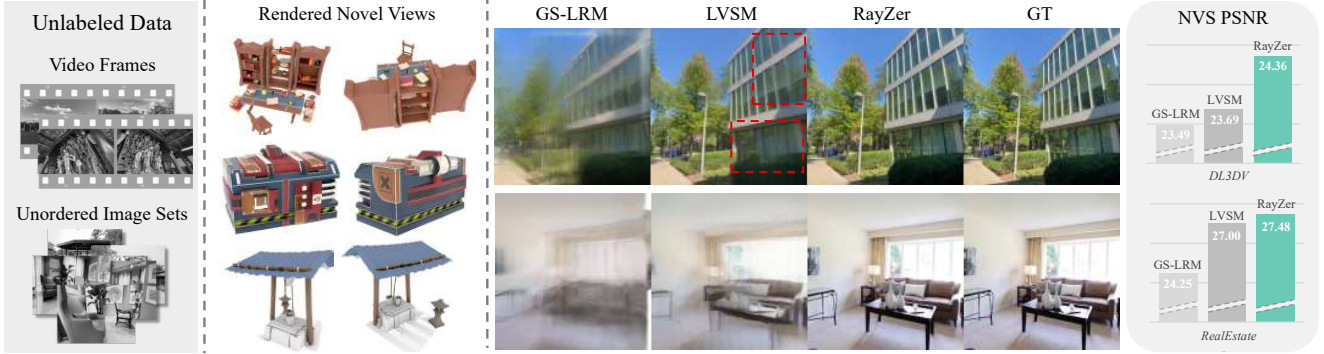 Unlabeled Data
Video Frames
Unordered Image Sets
Rendered Novel Views
GS-LRM LVSM RayZer GT
NVS PSNR
RayZer
24.36
LVSM
23.69
GS-LRM
23.49
DL3DV
RayZer
27.48
LVSM
27.00
GS-LRM
24.25
RealEstate